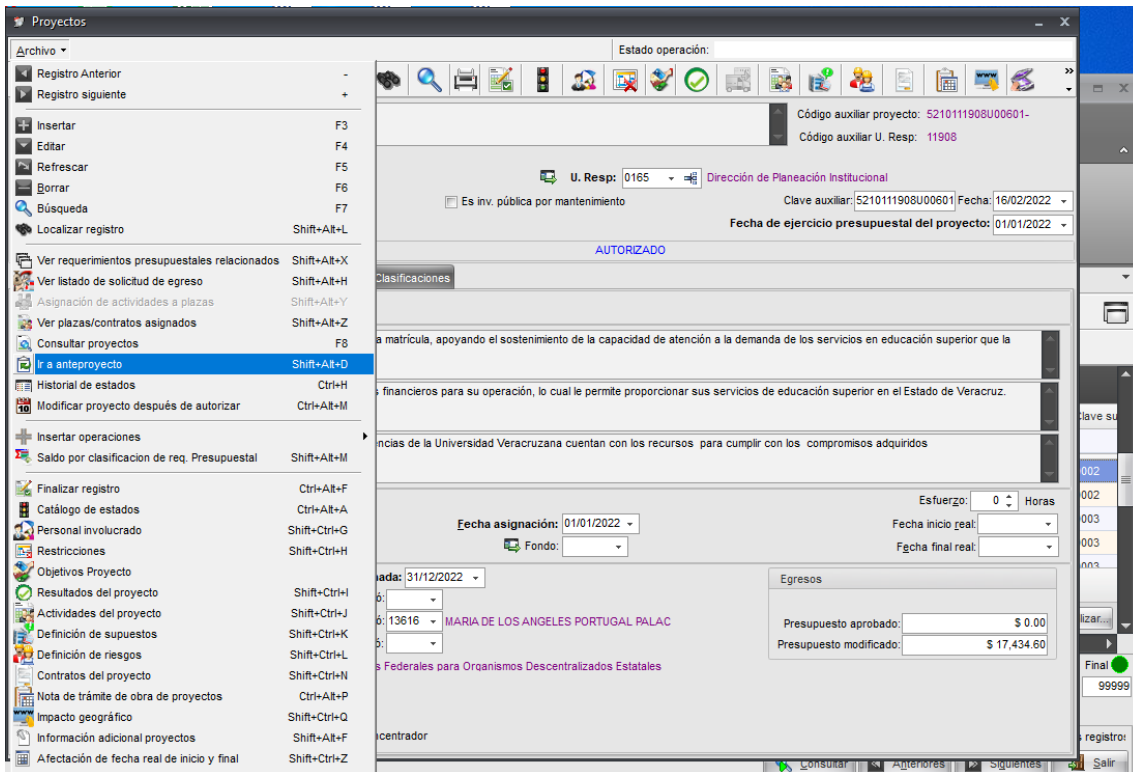 Proyectos
Archivo
Estado operación:
Registro Anterior -
Registro siguiente +
Insertar F3
Editar F4
Refrescar F5
Borrar F6
Búsqueda F7
Localizar registro Shift+Alt+L
Ver requerimientos presupuestales relacionados Shift+Alt+X
Ver listado de solicitud de egreso Shift+Alt+H
Asignación de actividades a plazas Shift+Alt+Y
Ver plazas/contratos asignados Shift+Alt+Z
Consultar proyectos F8
Ir a anteproyecto Shift+Alt+D
Historial de estados Ctrl+H
Modificar proyecto después de autorizar Ctrl+Alt+M
Insertar operaciones
Saldo por clasificacion de req. Presupuestal Shift+Alt+M
Finalizar registro Ctrl+Alt+F
Catálogo de estados Ctrl+Alt+A
Personal involucrado Shift+Ctrl+G
Restricciones Shift+Ctrl+H
Objetivos Proyecto
Resultados del proyecto Shift+Ctrl+I
Actividades del proyecto Shift+Ctrl+J
Definición de supuestos Shift+Ctrl+K
Definición de riesgos Shift+Ctrl+L
Contratos del proyecto Shift+Ctrl+N
Nota de trámite de obra de proyectos Ctrl+Alt+P
Impacto geográfico Shift+Ctrl+Q
Información adicional proyectos Shift+Alt+F
Afectación de fecha real de inicio y final Shift+Ctrl+Z
Código auxiliar proyecto: 5210111908U00601-
Código auxiliar U. Resp: 11908
U. Resp: 0165 Dirección de Planeación Institucional
Es inv. pública por mantenimiento
Clave auxiliar: 5210111908U00601 Fecha: 16/02/2022
Fecha de ejercicio presupuestal del proyecto: 01/01/2022
AUTORIZADO
Clasificaciones
a matrícula, apoyando el sostenimiento de la capacidad de atención a la demanda de los servicios en educación superior que la
s financieros para su operación, lo cual le permite proporcionar sus servicios de educación superior en el Estado de Veracruz.
ncias de la Universidad Veracruzana cuentan con los recursos para cumplir con los compromisos adquiridos
Esfuerzo: 0 Horas
Fecha asignación: 01/01/2022
Fecha inicio real:
Fondo:
Fecha final real:
nada: 31/12/2022
Egresos
ó:
ó: 13616 MARIA DE LOS ANGELES PORTUGAL PALAC
ó:
Presupuesto aprobado: $ 0.00
Presupuesto modificado: $ 17,434.60
s Federales para Organismos Descentralizados Estatales
ncentrador
Clave su
002
002
003
003
003
lizar...
Final
99999
s registros
Consultar
Anteriores
Siguientes
Salir